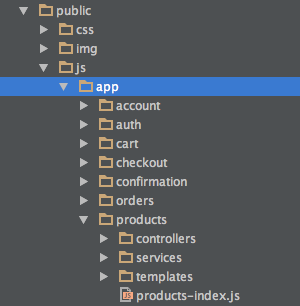 public
css
img
js
app
account
auth
cart
checkout
confirmation
orders
products
controllers
services
templates
products-index.js